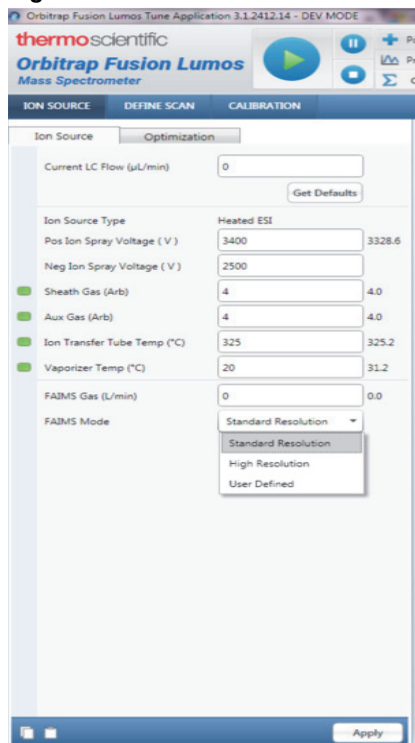 Orbitrap Fusion Lumos Tune Application 3.1.2412.14 - DEV MODE
thermo scientific
Orbitrap Fusion Lumos
Mass Spectrometer
ION SOURCE DEFINE SCAN CALIBRATION
Ion Source Optimization
Current LC Flow (µL/min) 0
Get Defaults
Ion Source Type Heated ESI
Pos Ion Spray Voltage ( V ) 3400 3328.6
Neg Ion Spray Voltage ( V ) 2500
Sheath Gas (Arb) 4 4.0
Aux Gas (Arb) 4 4.0
Ion Transfer Tube Temp (°C) 325 325.2
Vaporizer Temp (°C) 20 31.2
FAIMS Gas (L/min) 0 0.0
FAIMS Mode Standard Resolution
Standard Resolution
High Resolution
User Defined
Apply